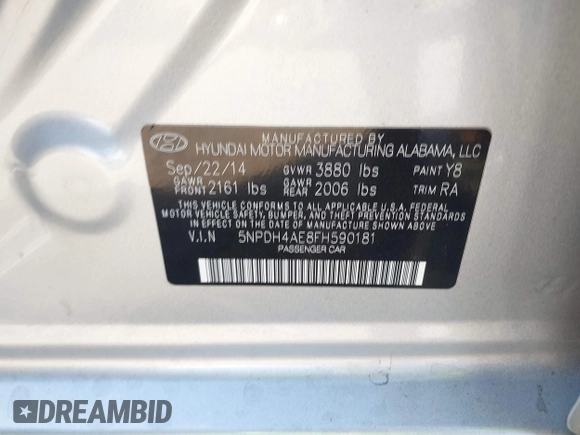 MANUFACTURED BY
HYUNDAI MOTOR MANUFACTURING ALABAMA, LLC
Sep/22/14 GVWR 3880 lbs PAINT Y8
GAWR FRONT 2161 lbs GAWR REAR 2006 lbs TRIM RA
THIS VEHICLE CONFORMS TO ALL APPLICABLE U.S. FEDERAL
MOTOR VEHICLE SAFETY, BUMPER, AND THEFT PREVENTION
STANDARDS IN EFFECT ON THE DATE OF MANUFACTURE SHOWN ABOVE.
V.I.N 5NPDH4AE8FH590181
PASSENGER CAR
DREAMBID